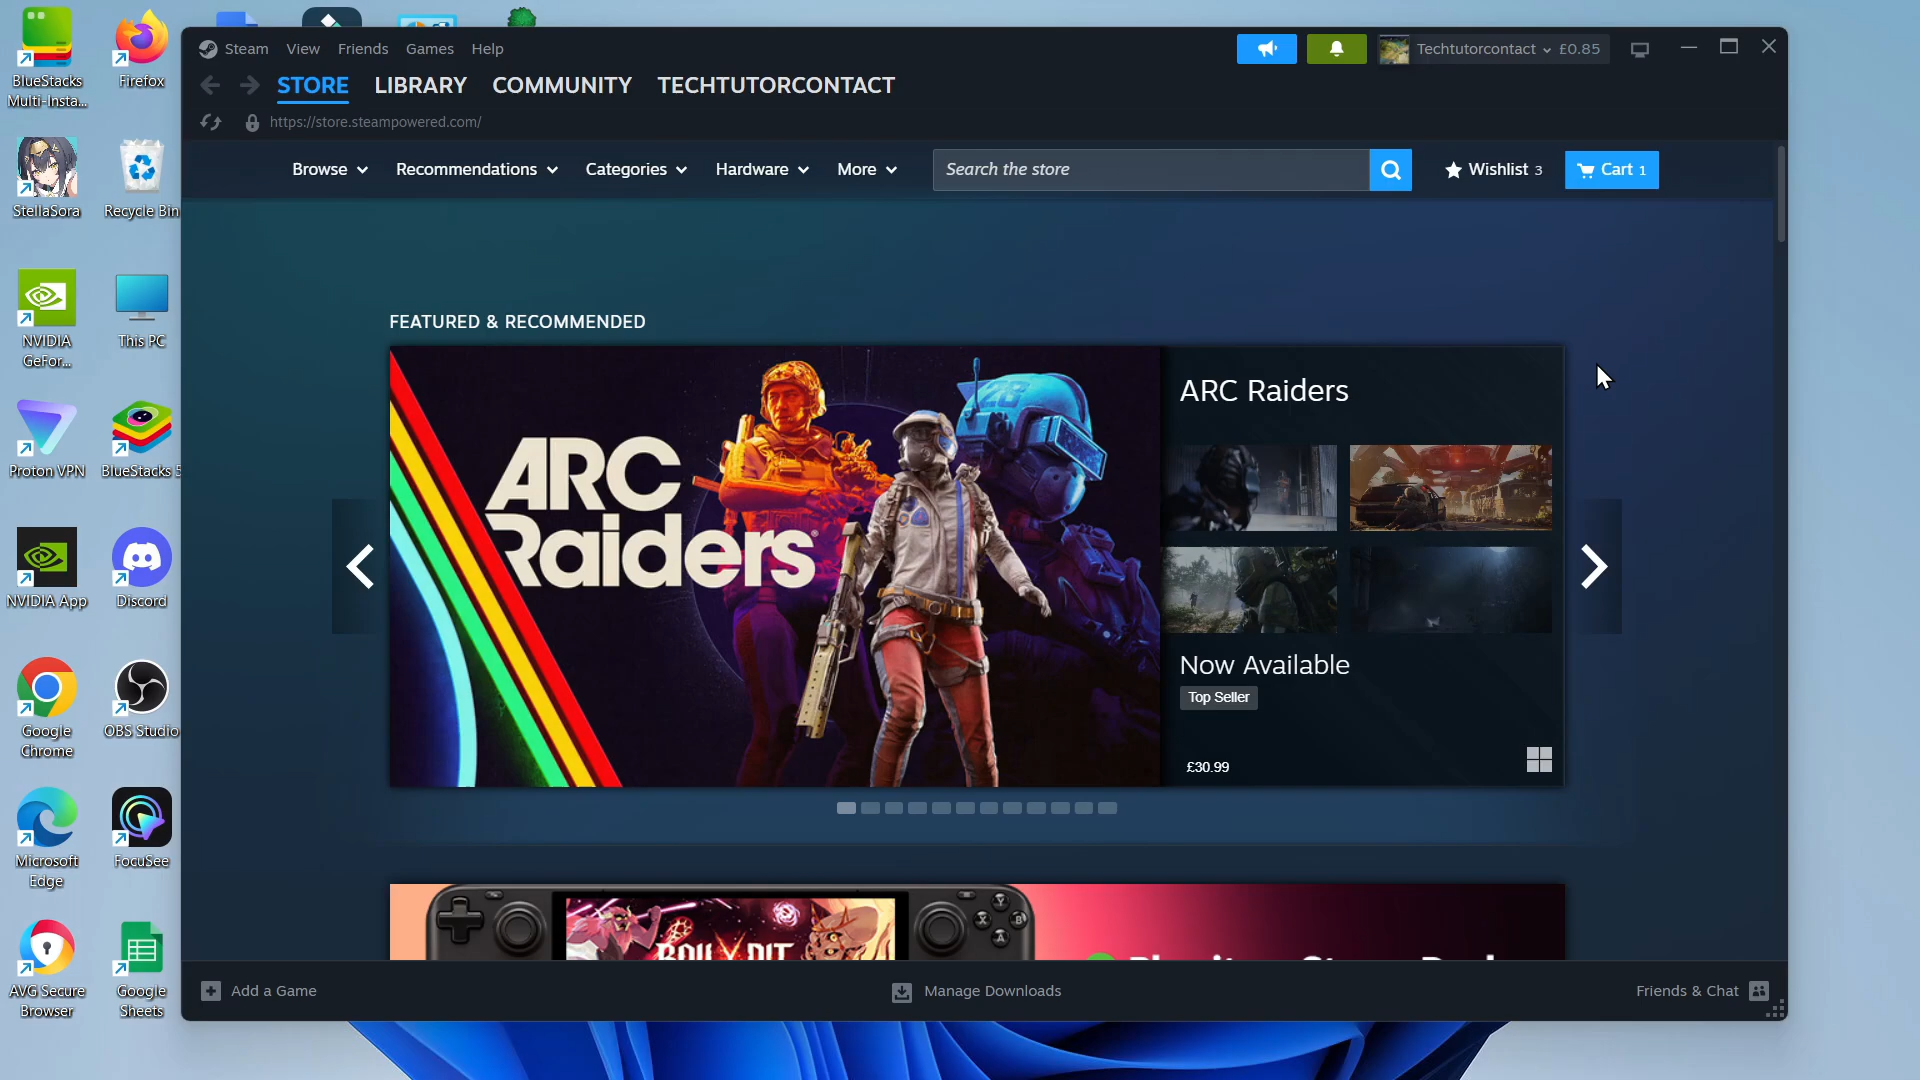 BlueStacks
Multi-Insta...
Firefox
StellaSora
Recycle Bin
NVIDIA
GeFor...
This PC
Proton VPN
BlueStacks 5
NVIDIA App
Discord
Google
Chrome
OBS Studio
Microsoft
Edge
FocuSee
AVG Secure
Browser
Google
Sheets
Steam View Friends Games Help
Techtutorcontact £0.85
STORE LIBRARY COMMUNITY TECHTUTORCONTACT
https://store.steampowered.com/
Browse Recommendations Categories Hardware More Search the store Wishlist 3 Cart 1
FEATURED & RECOMMENDED
ARC
Raiders
28
ARC Raiders
Now Available
Top Seller
£30.99
Y
X B
A
Add a Game Manage Downloads Friends & Chat